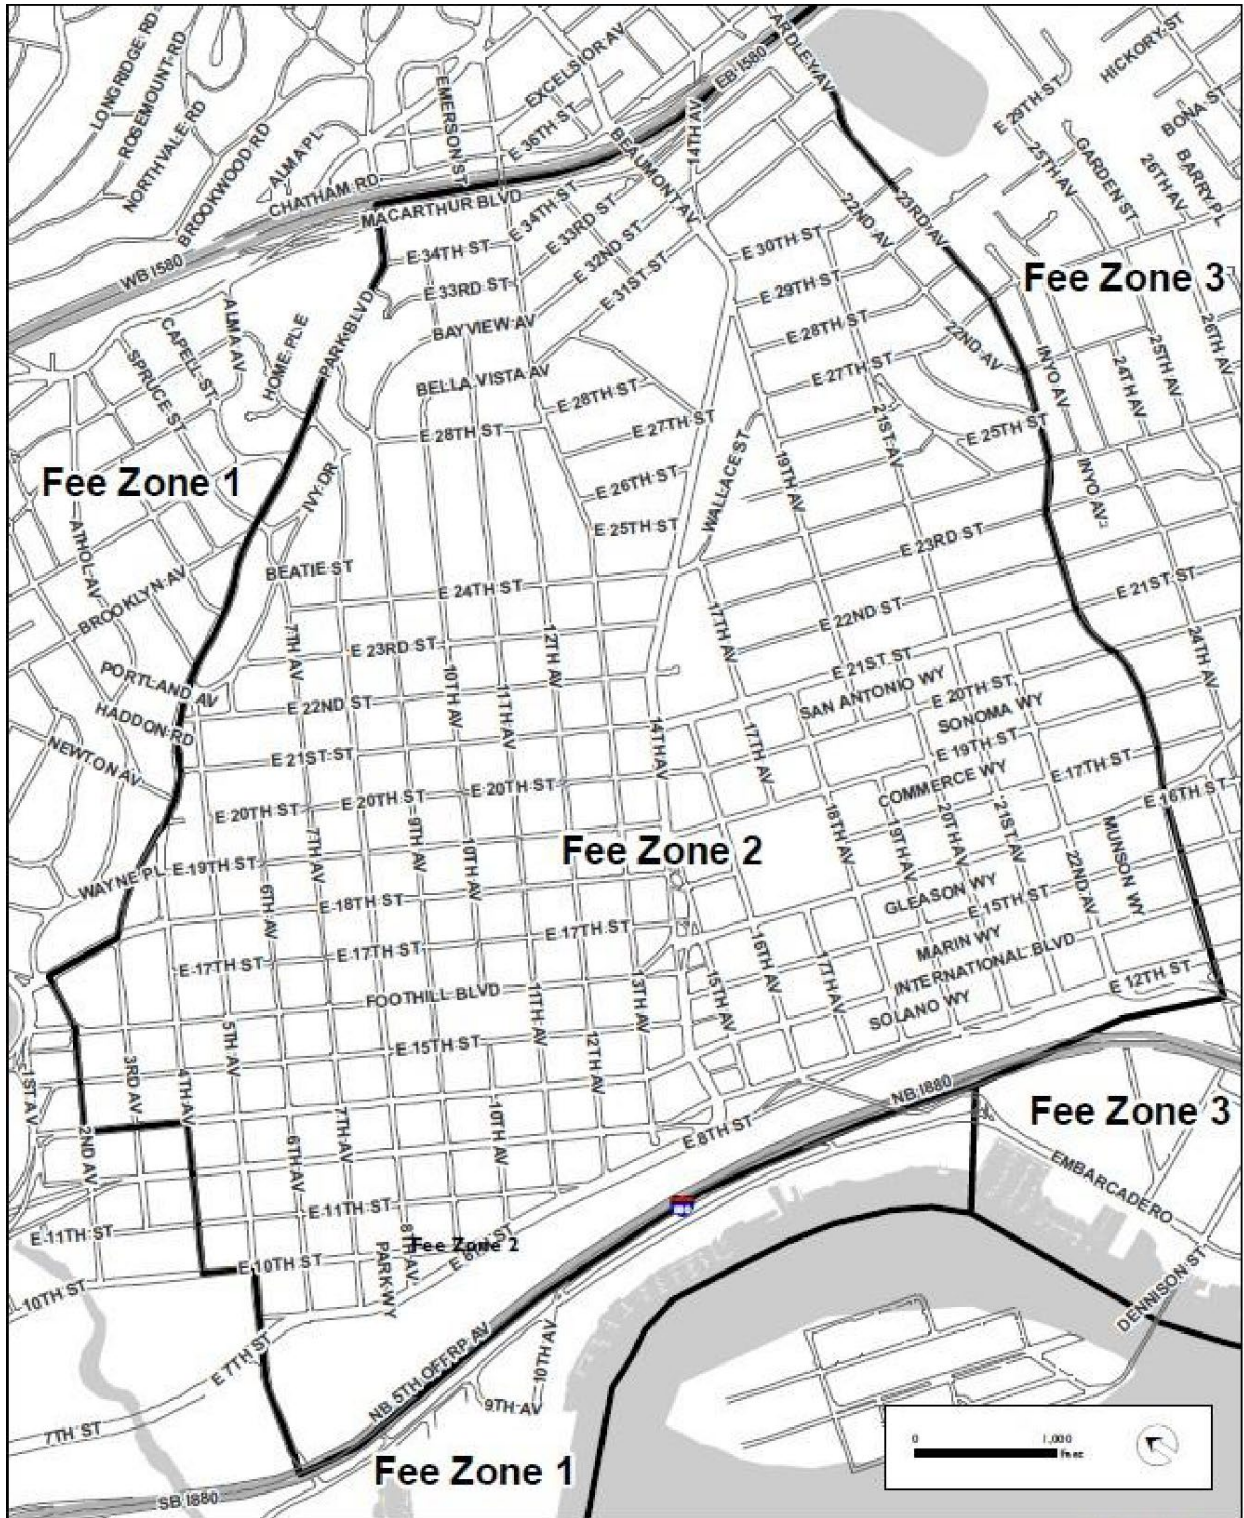 LONGRIDGE RD
ROSEMOUNT RD
NORTHVALE RD
BROOKWOOD RD
ALMA PL
CHATHAM RD
EMERSON ST
EXCELSIOR AV
E 36TH ST
BEAUMONT AV
14TH AV
EB I580
ARDLEY AV
HICKORY ST
E 29TH ST
BONA ST
25TH AV
GARDEN ST
26TH AV
BARRY PL
MACARTHUR BLVD
WB I580
E 34TH ST
E 34TH ST
E 33RD ST
E 32ND ST
E 31ST ST
E 30TH ST
22ND AV
23RD AV
Fee Zone 3
E 33RD ST
E 29TH ST
BAYVIEW AV
E 28TH ST
22ND AV
INYO AV
24TH AV
25TH AV
26TH AV
CAPELL ST
ALMA AV
HOME PL E
PARK BLVD
SPRUCE ST
BELLA VISTA AV
E 28TH ST
E 27TH ST
E 28TH ST
E 27TH ST
21ST AV
E 25TH ST
Fee Zone 1
IVY DR
E 26TH ST
WALLACE ST
19TH AV
INYO AV
E 25TH ST
E 23RD ST
ATHOL AV
BROOKLYN AV
BEATIE ST
E 24TH ST
E 21ST ST
17TH AV
E 22ND ST
7TH AV
E 23RD ST
12TH AV
24TH AV
PORTLAND AV
HADDON RD
NEWTON AV
E 22ND ST
10TH AV
11TH AV
E 21ST ST
SAN ANTONIO WY
E 20TH ST
SONOMA WY
14TH AV
17TH AV
E 21ST ST
E 19TH ST
COMMERCE WY
E 17TH ST
E 16TH ST
E 20TH ST
E 20TH ST
E 20TH ST
7TH AV
9TH AV
10TH AV
Fee Zone 2
18TH AV
19TH AV
20TH AV
21ST AV
22ND AV
MUNSON WY
WAYNE PL
E 19TH ST
6TH AV
E 18TH ST
GLEASON WY
E 15TH ST
E 17TH ST
E 17TH ST
E 17TH ST
16TH AV
17TH AV
MARIN WY
INTERNATIONAL BLVD
SOLANO WY
E 12TH ST
FOOTHILL BLVD
11TH AV
13TH AV
15TH AV
5TH AV
E 15TH ST
12TH AV
1ST AV
3RD AV
4TH AV
NB I880
2ND AV
7TH AV
10TH AV
E 8TH ST
Fee Zone 3
6TH AV
EMBARCADERO
E 11TH ST
E 11TH ST
8TH AV
Fee Zone 2
E 8TH ST
PARK WY
E 10TH ST
10TH ST
DENNISON ST
E 7TH ST
NB 5TH OFFRP AV
10TH AV
9TH AV
7TH ST
Fee Zone 1
SB I880
0 1,000